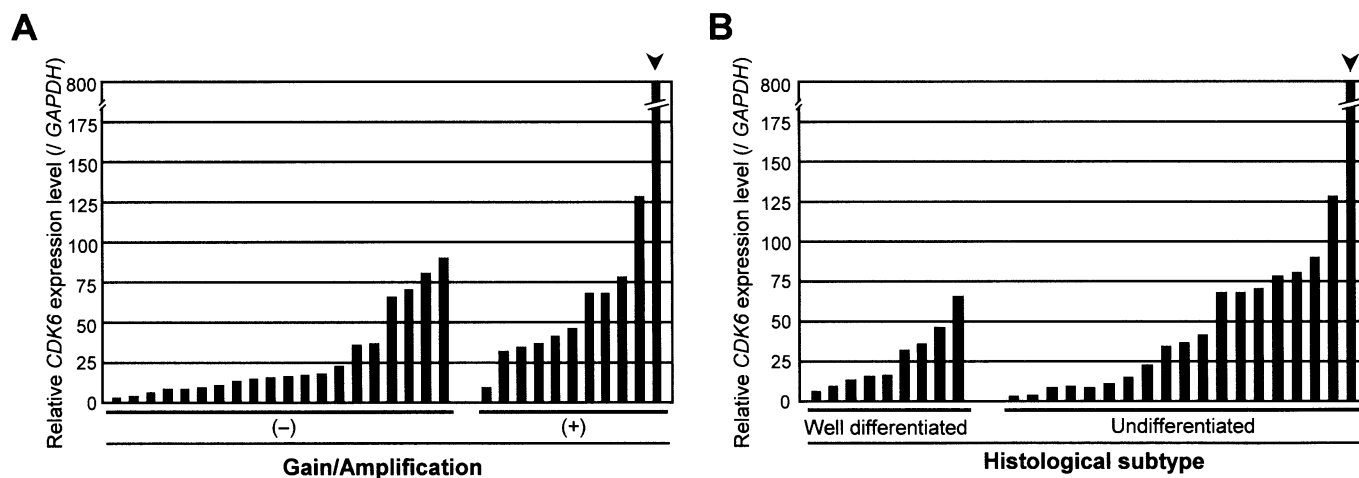 A
Relative CDK6 expression level (/ GAPDH)
800
175
150
125
100
75
50
25
0
(–)
(+)
Gain/Amplification
B
Relative CDK6 expression level (/ GAPDH)
800
175
150
125
100
75
50
25
0
Well differentiated
Undifferentiated
Histological subtype